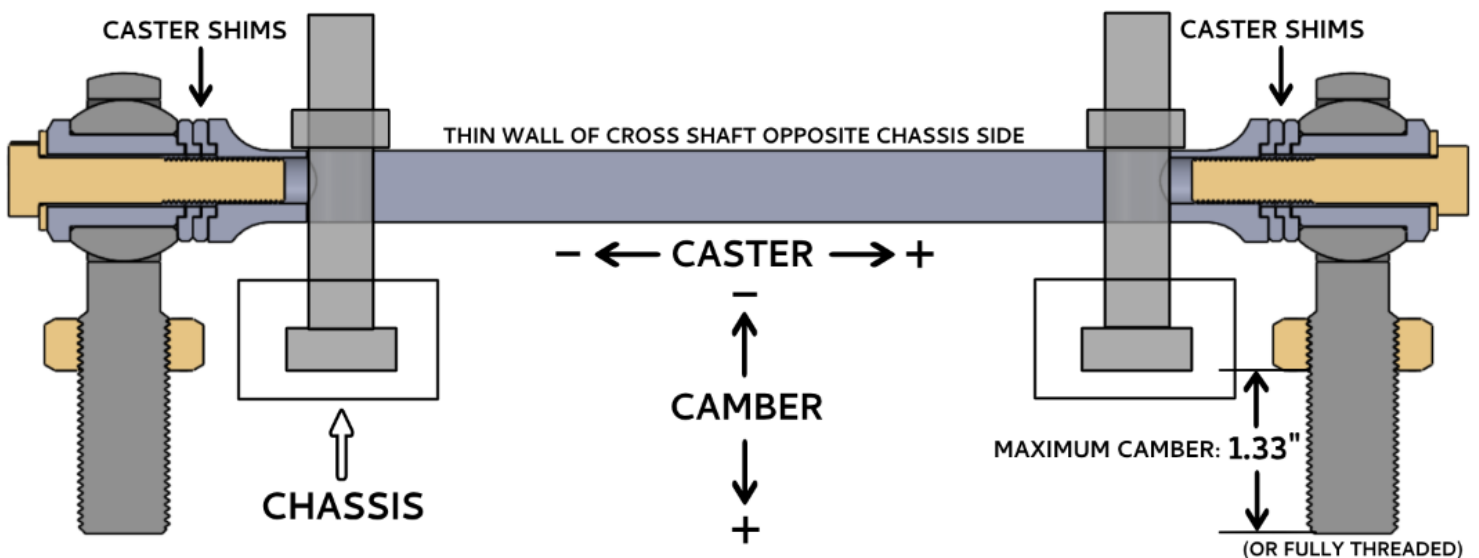 CASTER SHIMS
CASTER SHIMS
THIN WALL OF CROSS SHAFT OPPOSITE CHASSIS SIDE
- CASTER +
-
CAMBER
MAXIMUM CAMBER: 1.33"
CHASSIS
+
(OR FULLY THREADED)